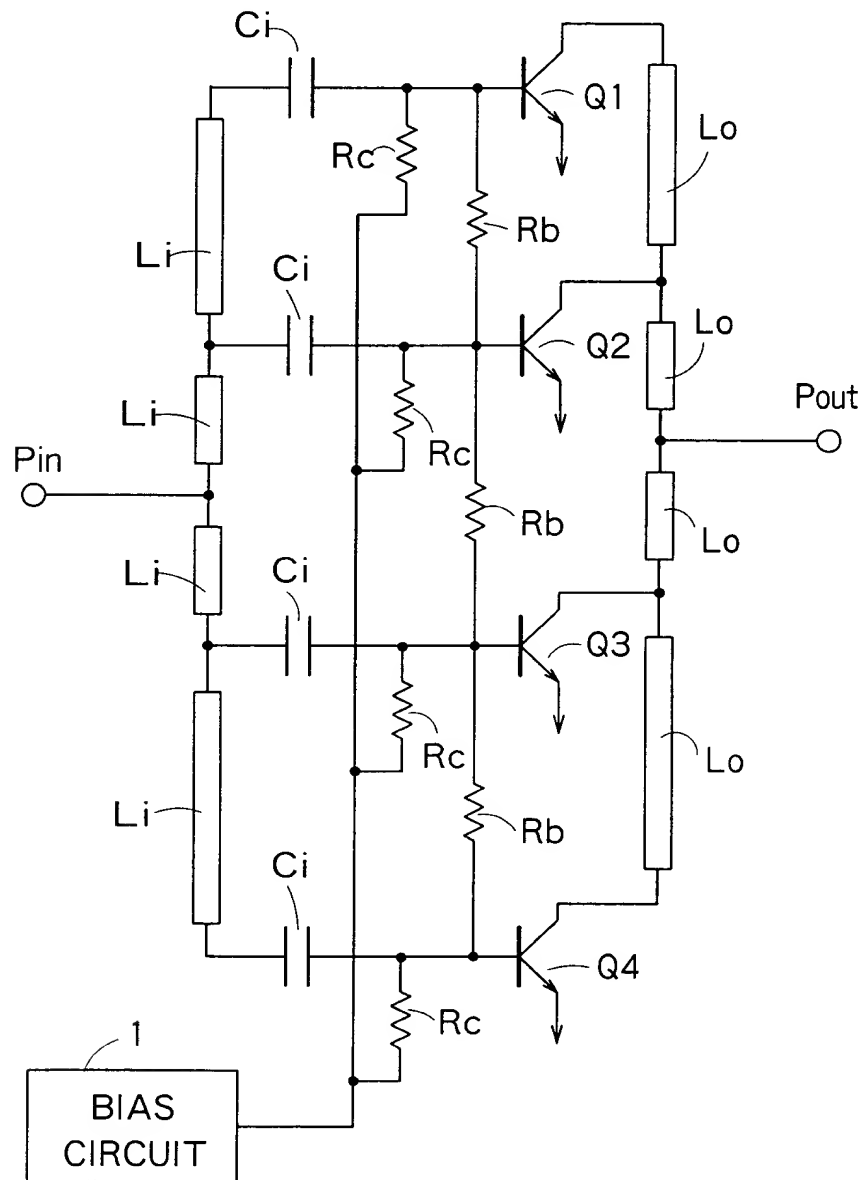 Ci
Q1
Rc
Lo
Rb
Li
Ci
Q2
Lo
Li
Rc
Pout
Pin
Rb
Lo
Li
Ci
Q3
Rc
Lo
Li
Rb
Ci
Q4
Rc
1
BIAS
CIRCUIT